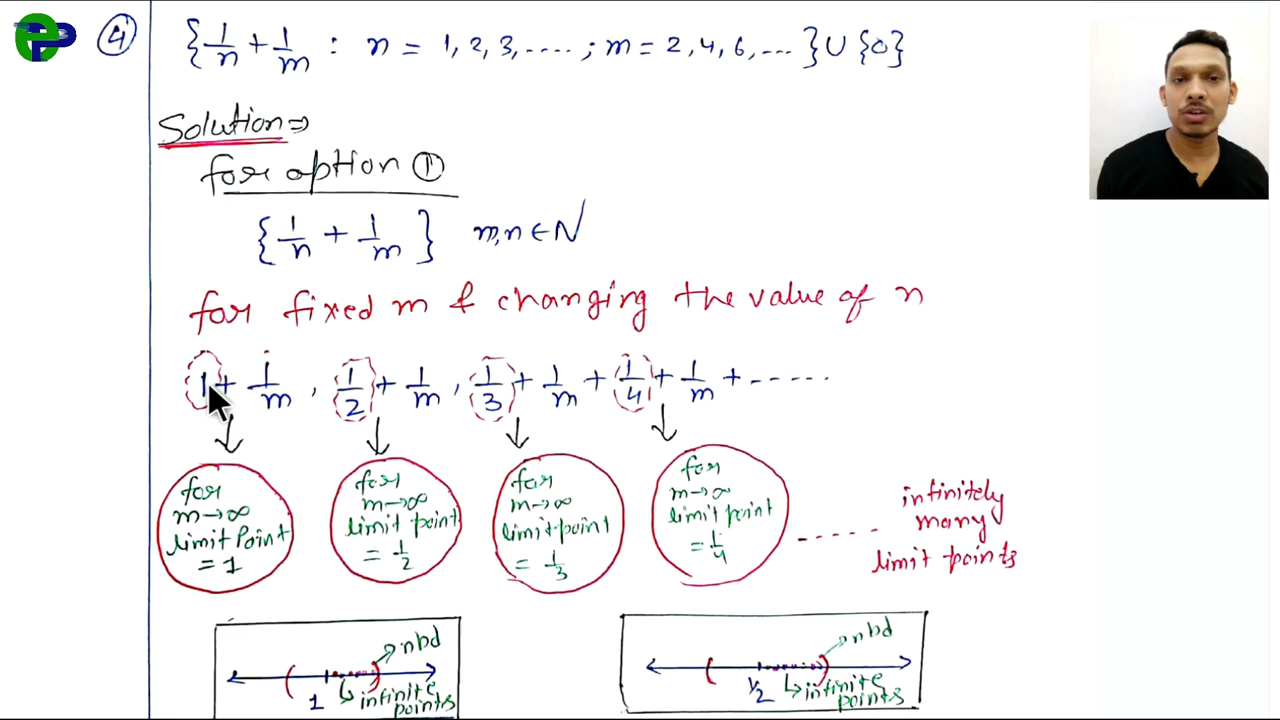 eP
④ {1/n + 1/m : n = 1, 2, 3, ..... ; m = 2, 4, 6, ... } ∪ {0}
Solution ⇒
for option ①
{1/n + 1/m} m,n ∈ N
for fixed m & changing the value of n
1 + 1/m , 1/2 + 1/m , 1/3 + 1/m + 1/4 + 1/m + -----
for m→∞ limit Point = 1
for m→∞ limit point = 1/2
for m→∞ limit point = 1/3
for m→∞ limit point = 1/4
----- infinitely many limit points
nbd
1
infinite points
nbd
1/2
infinite points